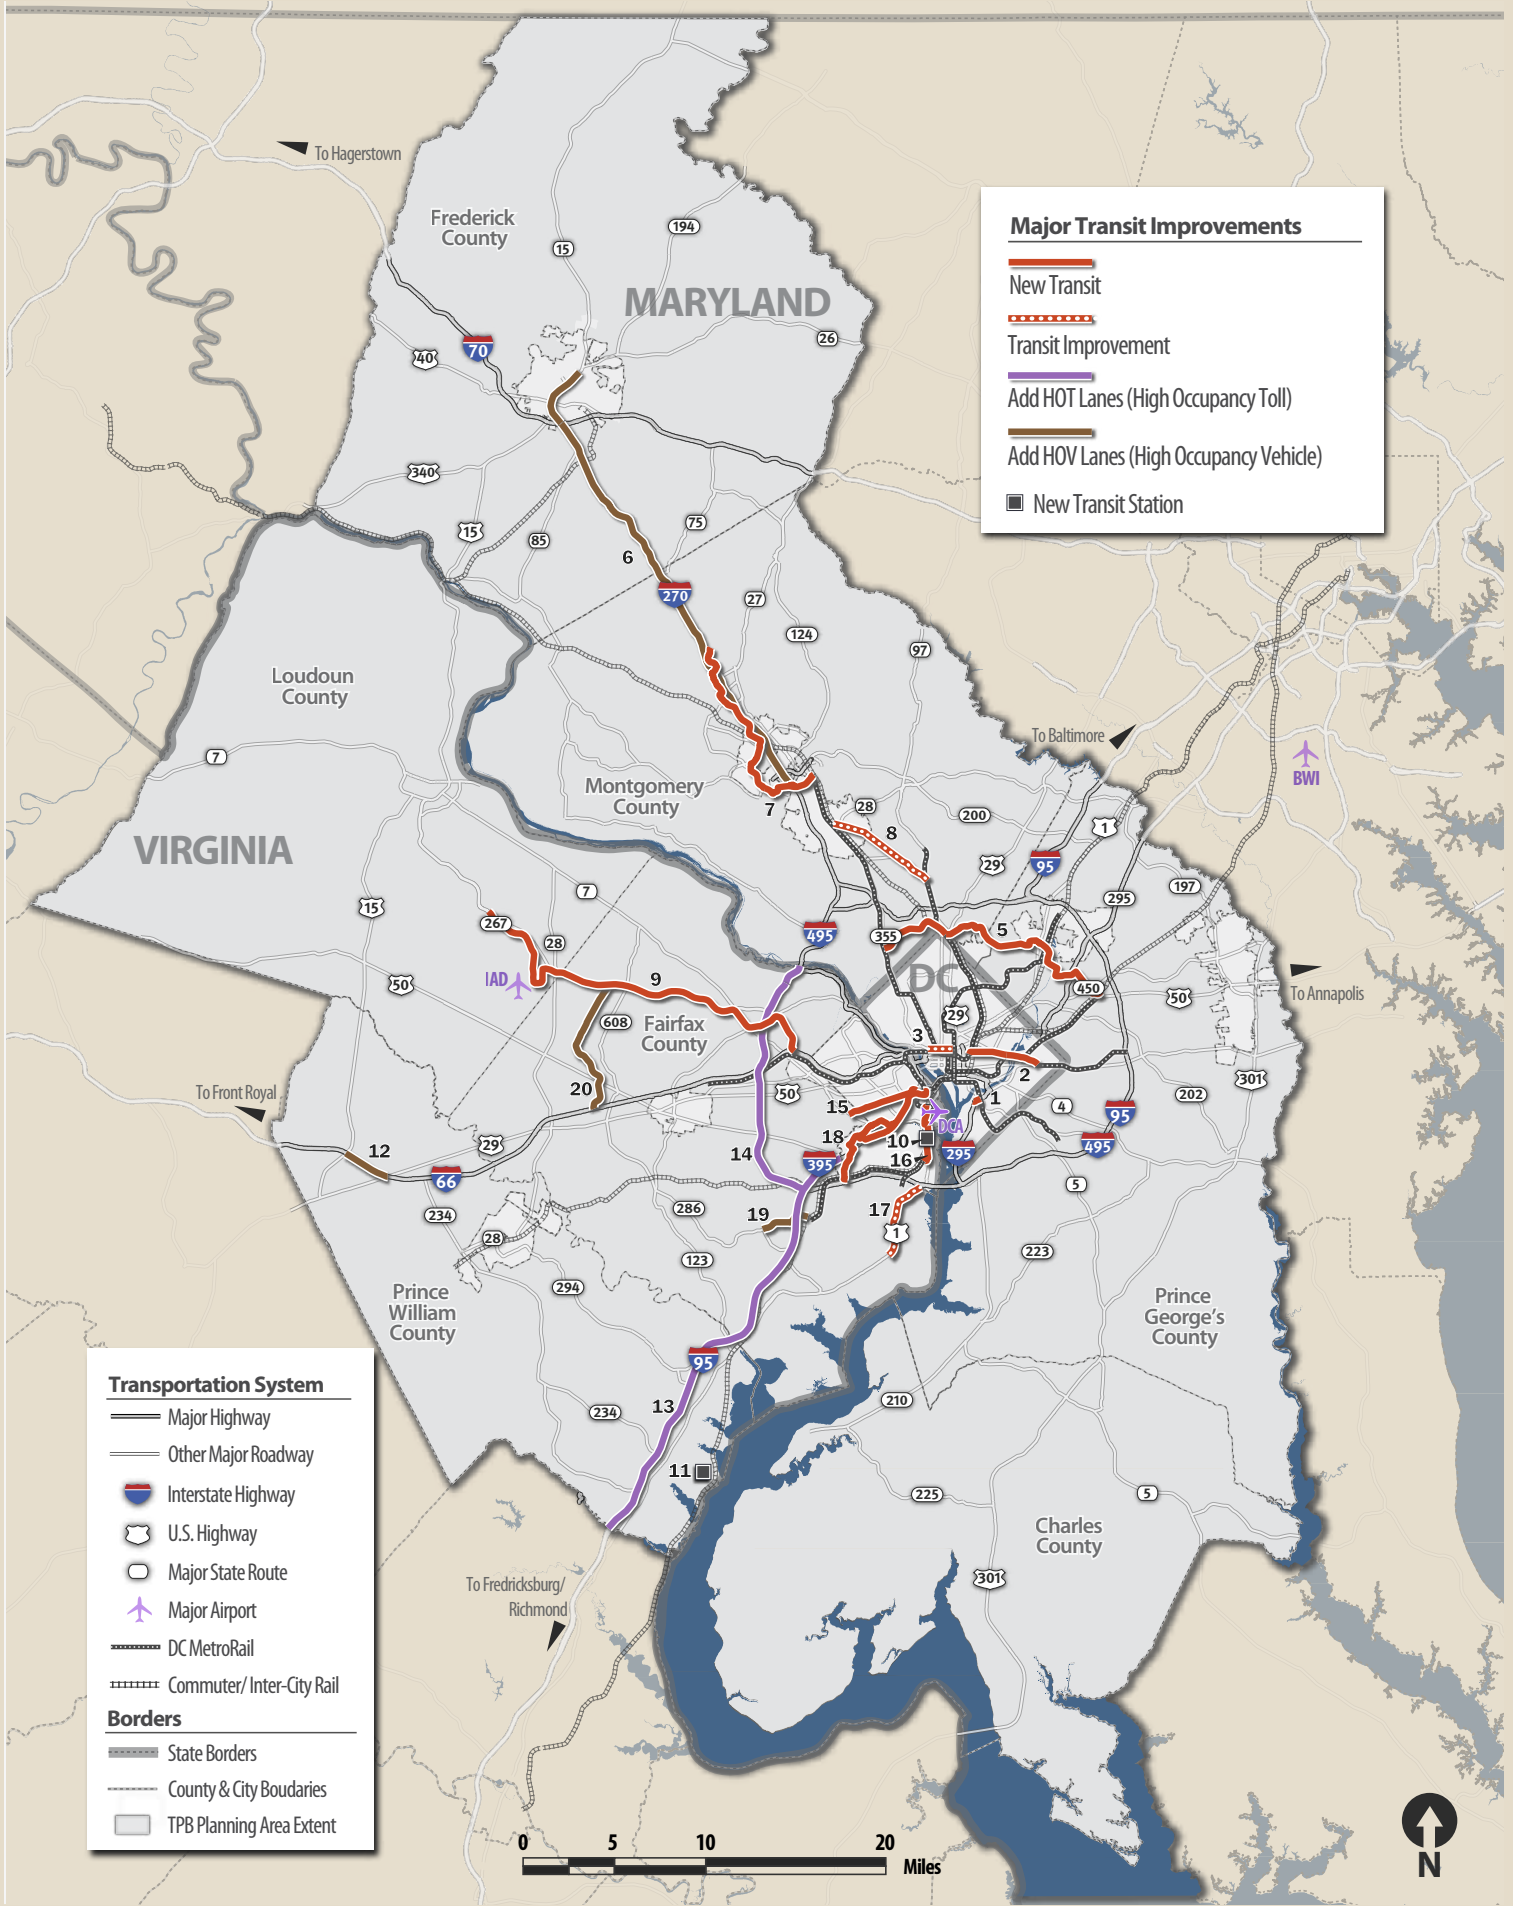 To Hagerstown
Frederick
County
194
15
MARYLAND
26
40
70
340
15
85
75
6
270
27
124
97
Major Transit Improvements
New Transit
Transit Improvement
Add HOT Lanes (High Occupancy Toll)
Add HOV Lanes (High Occupancy Vehicle)
New Transit Station
Loudoun
County
7
To Baltimore
BWI
Montgomery
County
7
28
8
200
1
VIRGINIA
29
95
197
295
15
7
267
28
495
355
5
IAD
9
50
DC
450
50
To Annapolis
608
Fairfax
County
29
3
2
301
To Front Royal
20
50
15
1
4
202
95
DCA
18
10
12
29
14
395
16
295
495
66
5
234
286
19
17
1
28
123
223
294
Prince
William
County
Prince
George's
County
95
234
13
210
11
225
5
Charles
County
301
To Fredricksburg/
Richmond
Transportation System
Major Highway
Other Major Roadway
Interstate Highway
U.S. Highway
Major State Route
Major Airport
DC MetroRail
Commuter/ Inter-City Rail
Borders
State Borders
County & City Boudaries
TPB Planning Area Extent
0 5 10 20
Miles
N